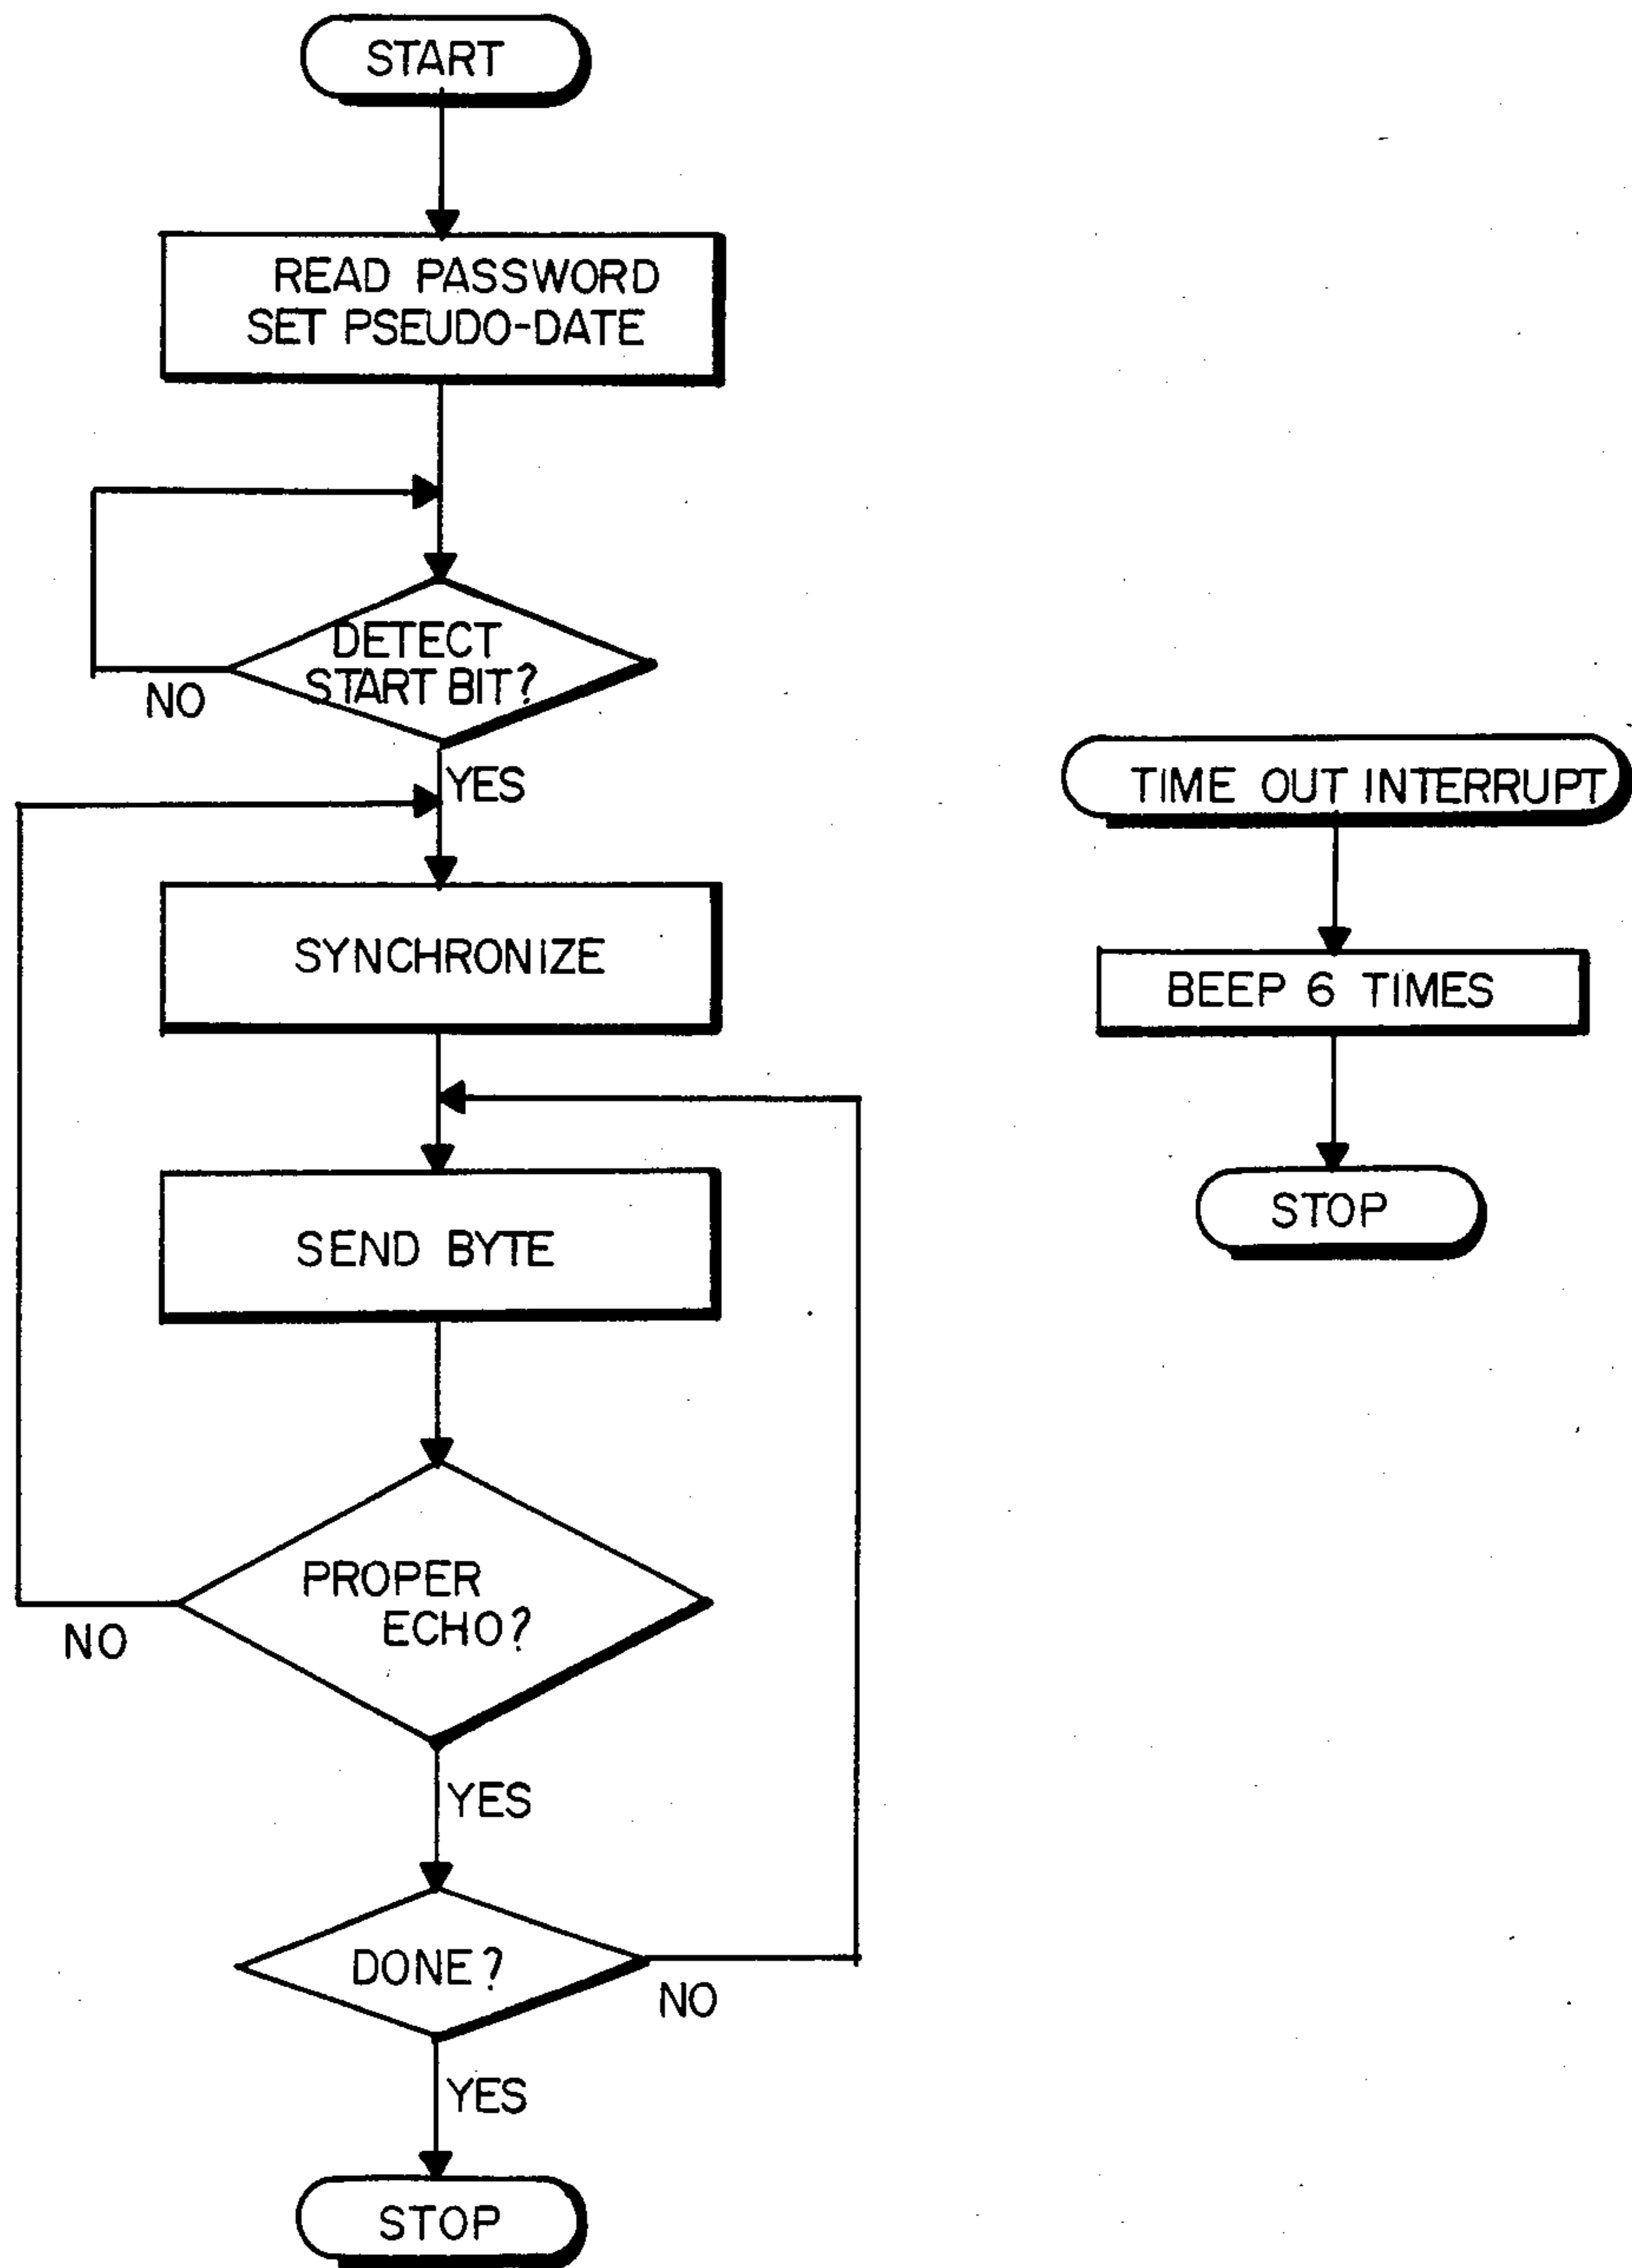 START
READ PASSWORD
SET PSEUDO-DATE
DETECT
START BIT?
NO
YES
SYNCHRONIZE
SEND BYTE
PROPER
ECHO?
NO
YES
DONE?
NO
YES
STOP
TIME OUT INTERRUPT
BEEP 6 TIMES
STOP